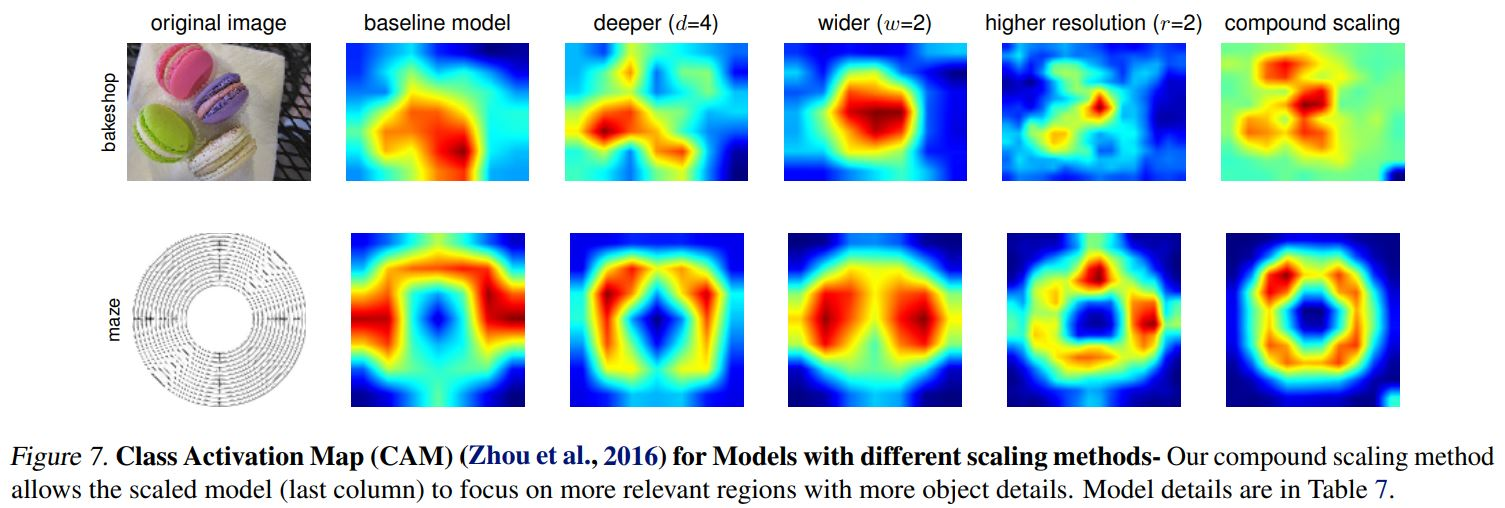 original image baseline model deeper (d=4) wider (w=2) higher resolution (r=2) compound scaling
bakeshop
maze
Figure 7. Class Activation Map (CAM) (Zhou et al., 2016) for Models with different scaling methods- Our compound scaling method
allows the scaled model (last column) to focus on more relevant regions with more object details. Model details are in Table 7.